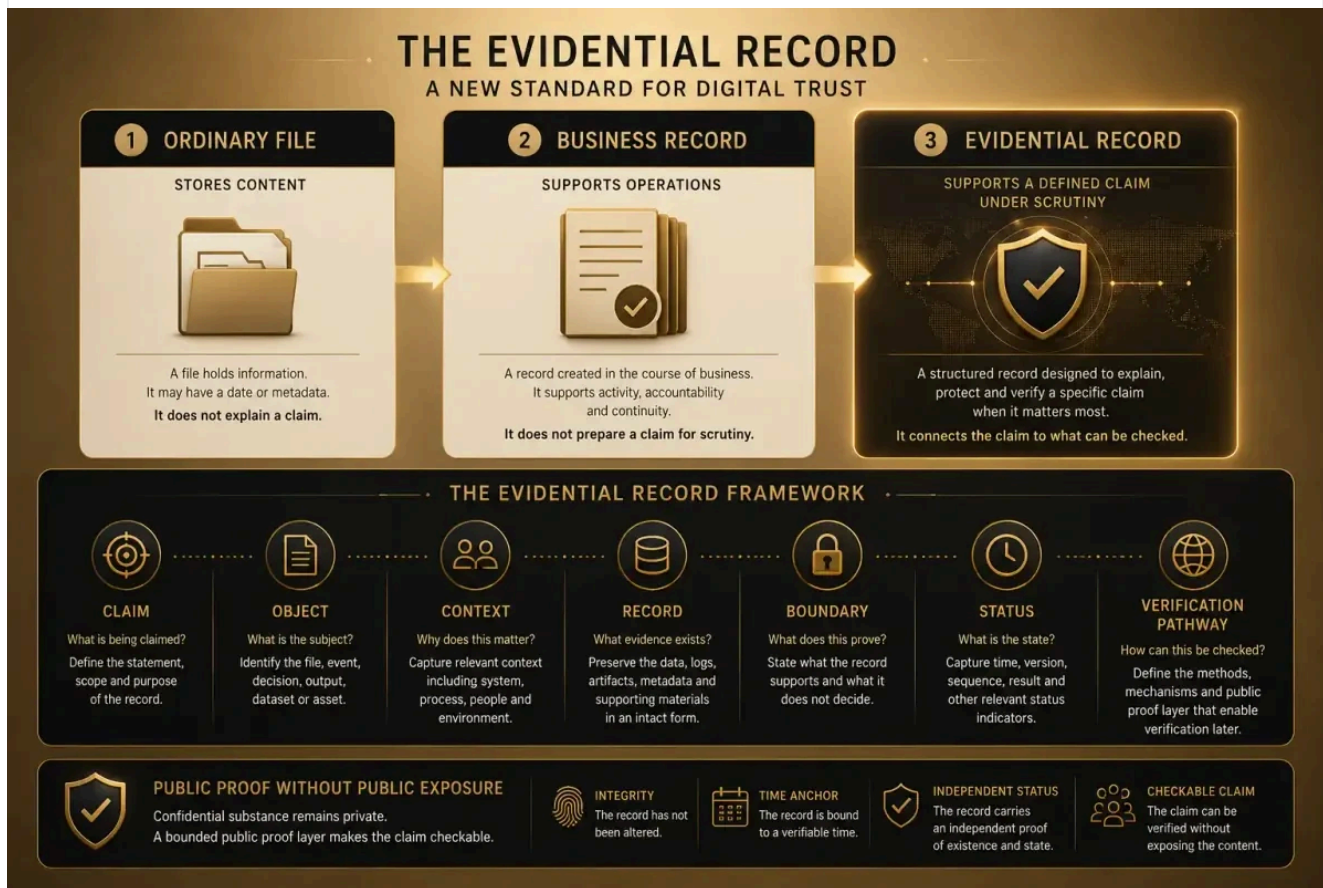 THE EVIDENTIAL RECORD
A NEW STANDARD FOR DIGITAL TRUST
1 ORDINARY FILE
STORES CONTENT
A file holds information.
It may have a date or metadata.
It does not explain a claim.
2 BUSINESS RECORD
SUPPORTS OPERATIONS
A record created in the course of business.
It supports activity, accountability
and continuity.
It does not prepare a claim for scrutiny.
3 EVIDENTIAL RECORD
SUPPORTS A DEFINED CLAIM
UNDER SCRUTINY
A structured record designed to explain,
protect and verify a specific claim
when it matters most.
It connects the claim to what can be checked.
THE EVIDENTIAL RECORD FRAMEWORK
CLAIM
What is being claimed?
Define the statement,
scope and purpose
of the record.
OBJECT
What is the subject?
Identify the file, event,
decision, output,
dataset or asset.
CONTEXT
Why does this matter?
Capture relevant context
including system,
process, people and
environment.
RECORD
What evidence exists?
Preserve the data, logs,
artifacts, metadata and
supporting materials
in an intact form.
BOUNDARY
What does this prove?
State what the record
supports and what it
does not decide.
STATUS
What is the state?
Capture time, version,
sequence, result and
other relevant status
indicators.
VERIFICATION
PATHWAY
How can this be checked?
Define the methods,
mechanisms and public
proof layer that enable
verification later.
PUBLIC PROOF WITHOUT PUBLIC EXPOSURE
Confidential substance remains private.
A bounded public proof layer makes the claim checkable.
INTEGRITY
The record has not
been altered.
TIME ANCHOR
The record is bound
to a verifiable time.
INDEPENDENT STATUS
The record carries
an independent proof
of existence and state.
CHECKABLE CLAIM
The claim can be
verified without
exposing the content.